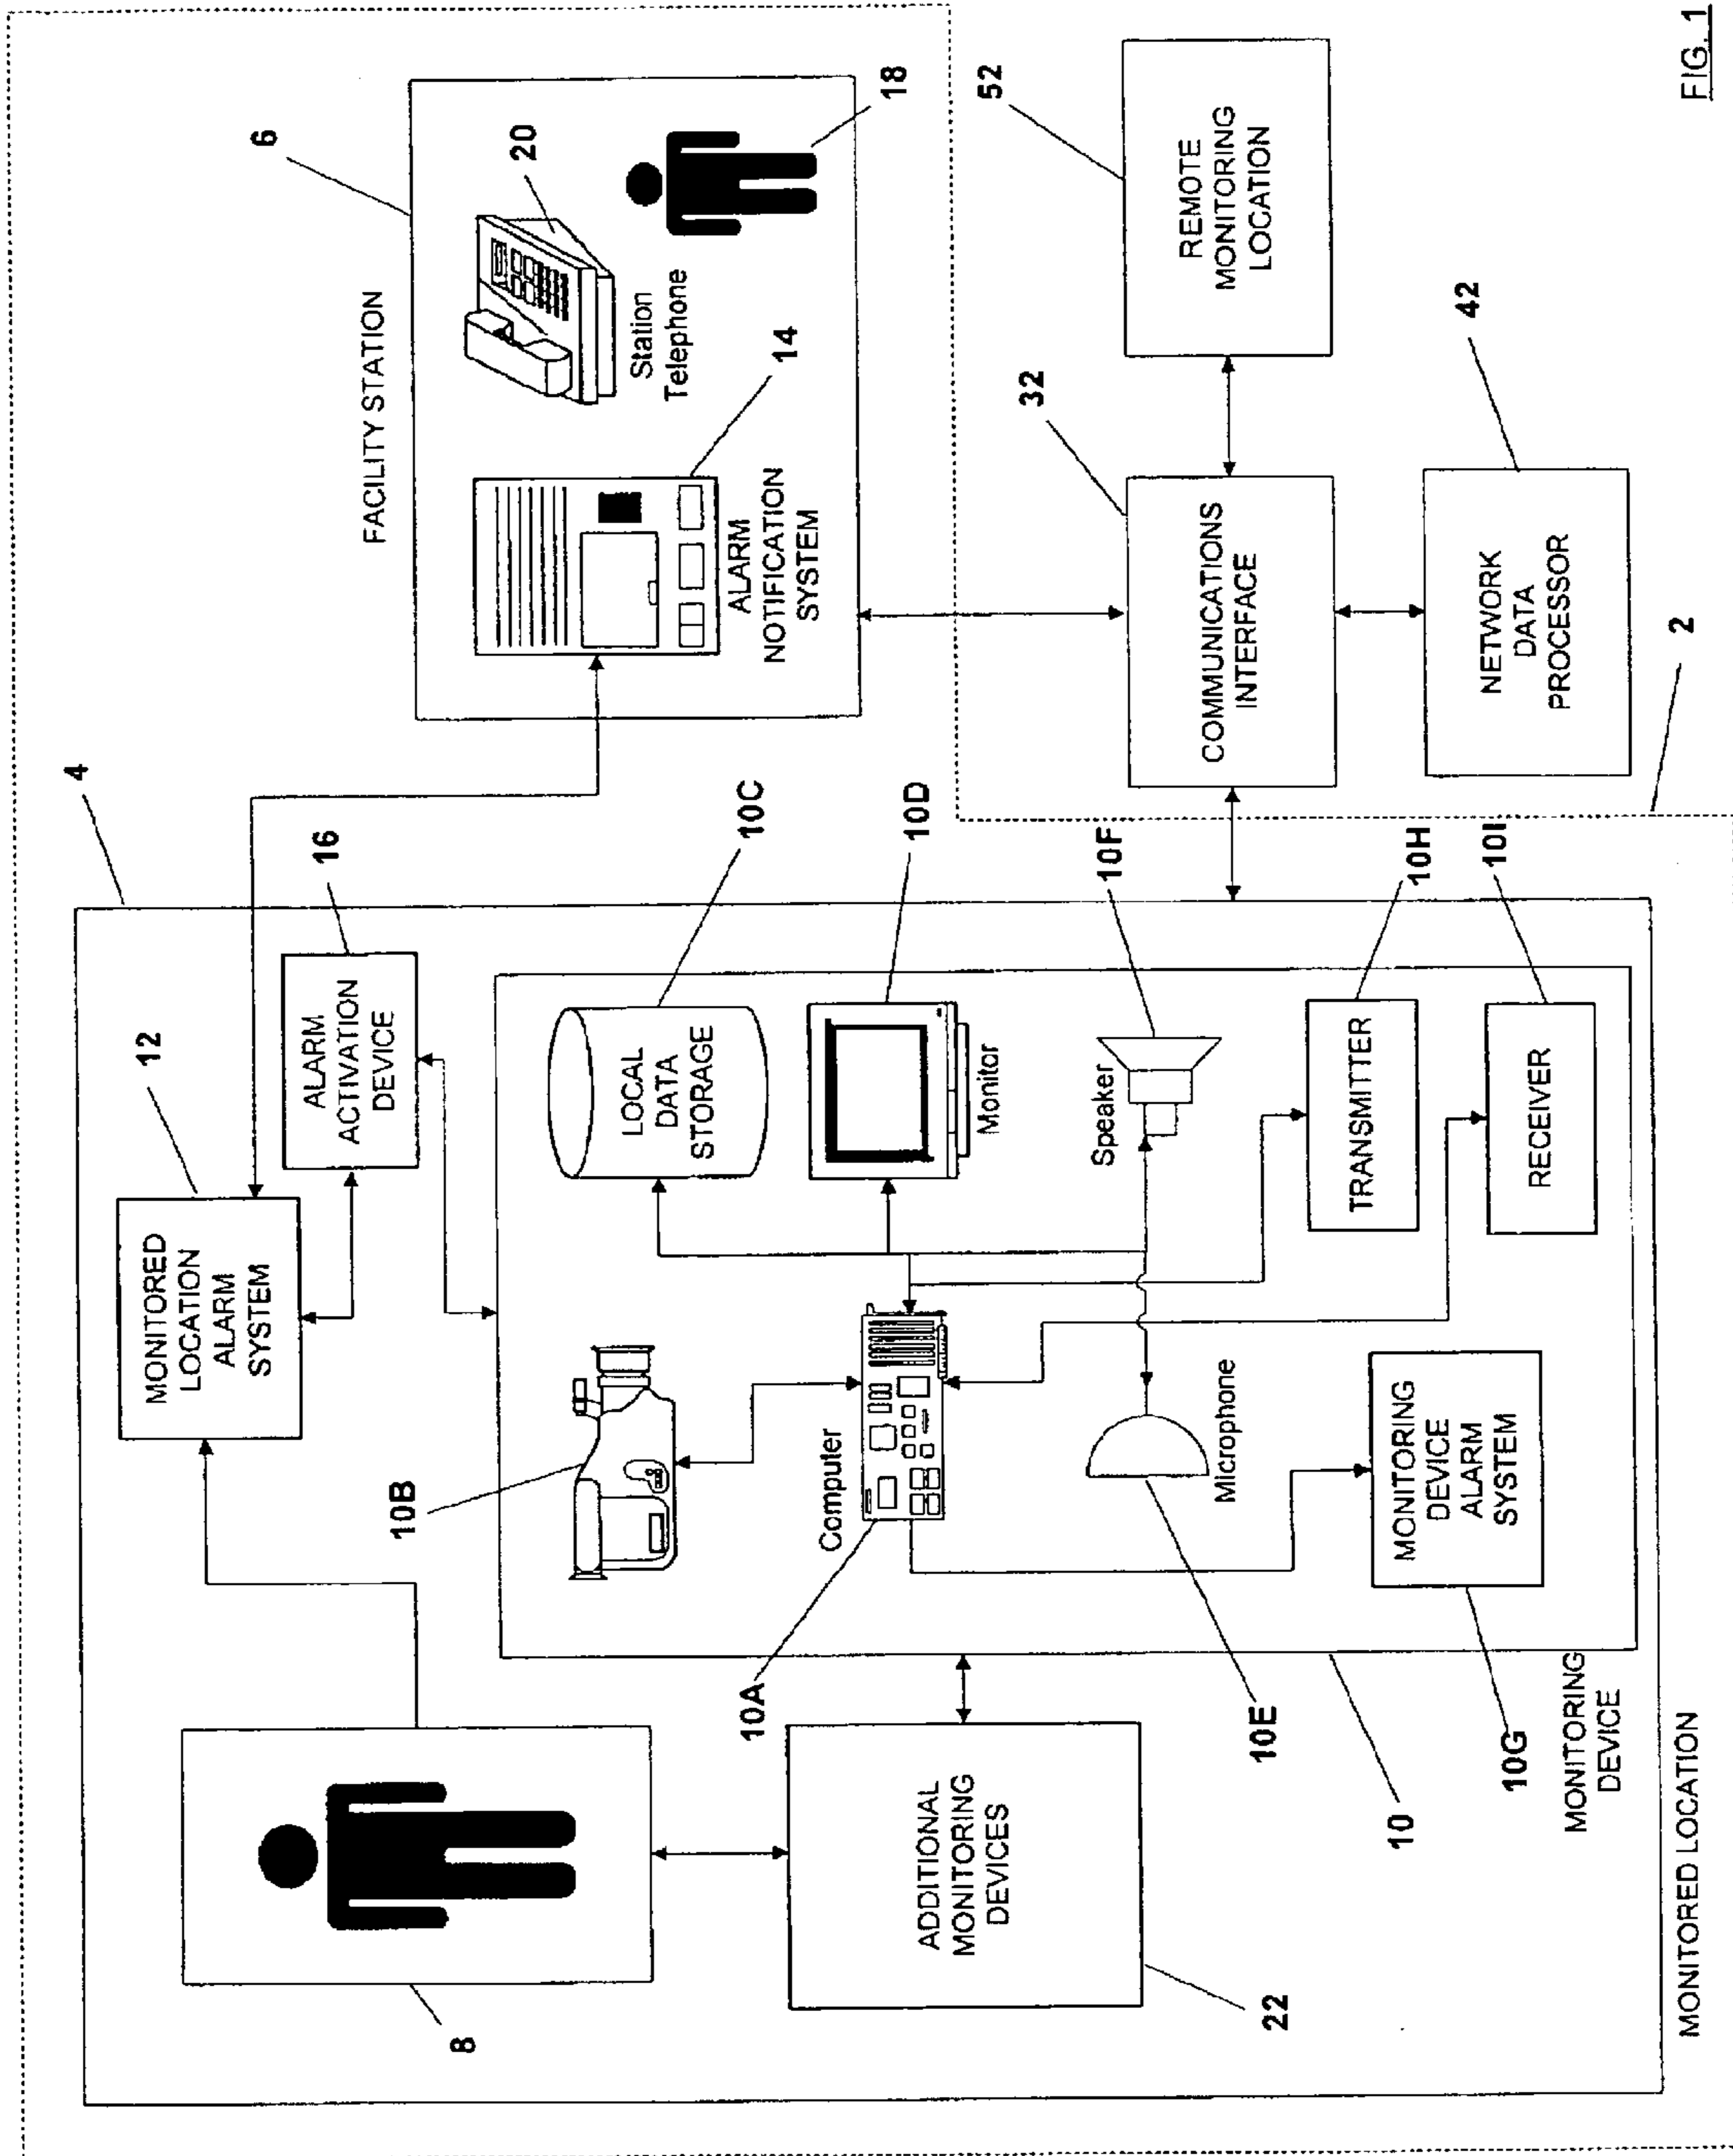 MONITORED LOCATION
4
8
MONITORED
LOCATION
ALARM
SYSTEM
12
ALARM
ACTIVATION
DEVICE
16
ADDITIONAL
MONITORING
DEVICES
22
MONITORING
DEVICE
10
10B
Computer
10A
LOCAL
DATA
STORAGE
10C
Monitor
10D
Microphone
10E
Speaker
10F
MONITORING
DEVICE
ALARM
SYSTEM
10G
TRANSMITTER
10H
RECEIVER
10I
FACILITY STATION
6
ALARM
NOTIFICATION
SYSTEM
14
Station
Telephone
20
18
COMMUNICATIONS
INTERFACE
32
REMOTE
MONITORING
LOCATION
52
NETWORK
DATA
PROCESSOR
42
2
FIG. 1